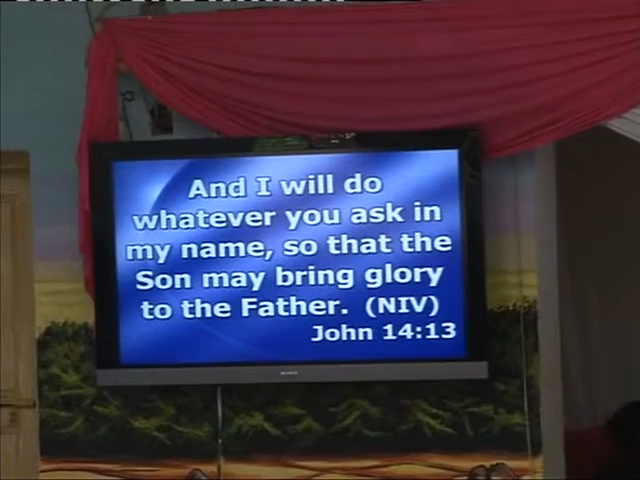 And I will do
whatever you ask in
my name, so that the
Son may bring glory
to the Father. (NIV)
John 14:13
SONY